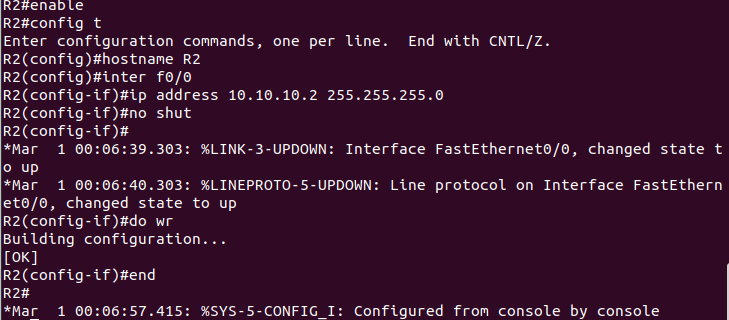 R2#enable
R2#config t
Enter configuration commands, one per line.  End with CNTL/Z.
R2(config)#hostname R2
R2(config)#inter f0/0
R2(config-if)#ip address 10.10.10.2 255.255.255.0
R2(config-if)#no shut
R2(config-if)#
*Mar  1 00:06:39.303: %LINK-3-UPDOWN: Interface FastEthernet0/0, changed state t
o up
*Mar  1 00:06:40.303: %LINEPROTO-5-UPDOWN: Line protocol on Interface FastEthern
et0/0, changed state to up
R2(config-if)#do wr
Building configuration...
[OK]
R2(config-if)#end
R2#
*Mar  1 00:06:57.415: %SYS-5-CONFIG_I: Configured from console by console